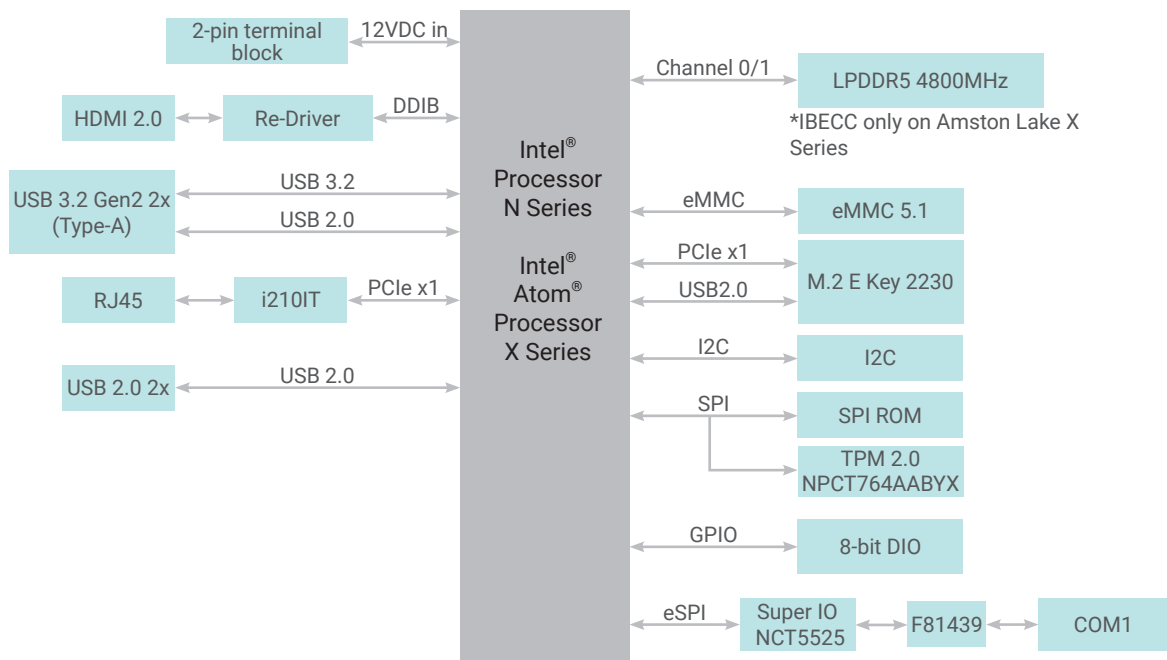 2-pin terminal
block
12VDC in
HDMI 2.0
Re-Driver
DDIB
USB 3.2 Gen2 2x
(Type-A)
USB 3.2
USB 2.0
RJ45
i210IT
PCIe x1
USB 2.0 2x
USB 2.0
Intel®
Processor
N Series
Intel®
Atom®
Processor
X Series
Channel 0/1
LPDDR5 4800MHz
*IBECC only on Amston Lake X
Series
eMMC
eMMC 5.1
PCIe x1
USB2.0
M.2 E Key 2230
I2C
I2C
SPI
SPI ROM
TPM 2.0
NPCT764AABYX
GPIO
8-bit DIO
eSPI
Super IO
NCT5525
F81439
COM1